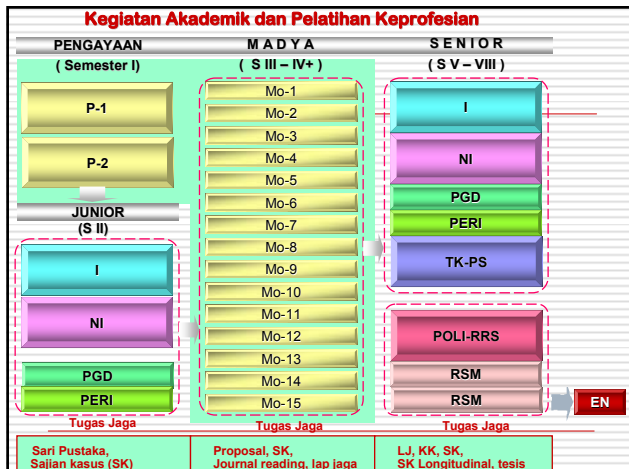 Kegiatan Akademik dan Pelatihan Keprofesian
PENGAYAAN
( Semester I)
P-1
P-2
JUNIOR
(S II)
I
NI
PGD
PERI
Tugas Jaga
Sari Pustaka,
Sajian kasus (SK)
M A D Y A
( S III – IV+ )
Mo-1
Mo-2
Mo-3
Mo-4
Mo-5
Mo-6
Mo-7
Mo-8
Mo-9
Mo-10
Mo-11
Mo-12
Mo-13
Mo-14
Mo-15
Tugas Jaga
Proposal, SK,
Journal reading, lap jaga
S E N I O R
( S V – VIII )
I
NI
PGD
PERI
TK-PS
POLI-RRS
RSM
RSM
EN
Tugas Jaga
LJ, KK, SK,
SK Longitudinal, tesis